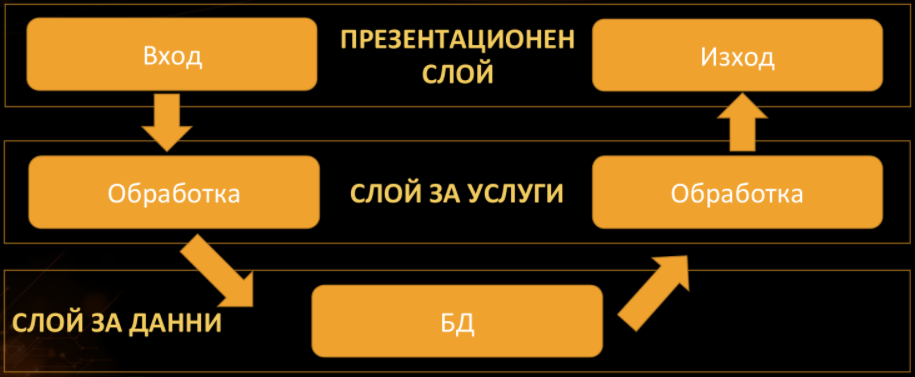 Вход
ПРЕЗЕНТАЦИОНЕН
СЛОЙ
Изход
Обработка
СЛОЙ ЗА УСЛУГИ
Обработка
СЛОЙ ЗА ДАННИ
БД